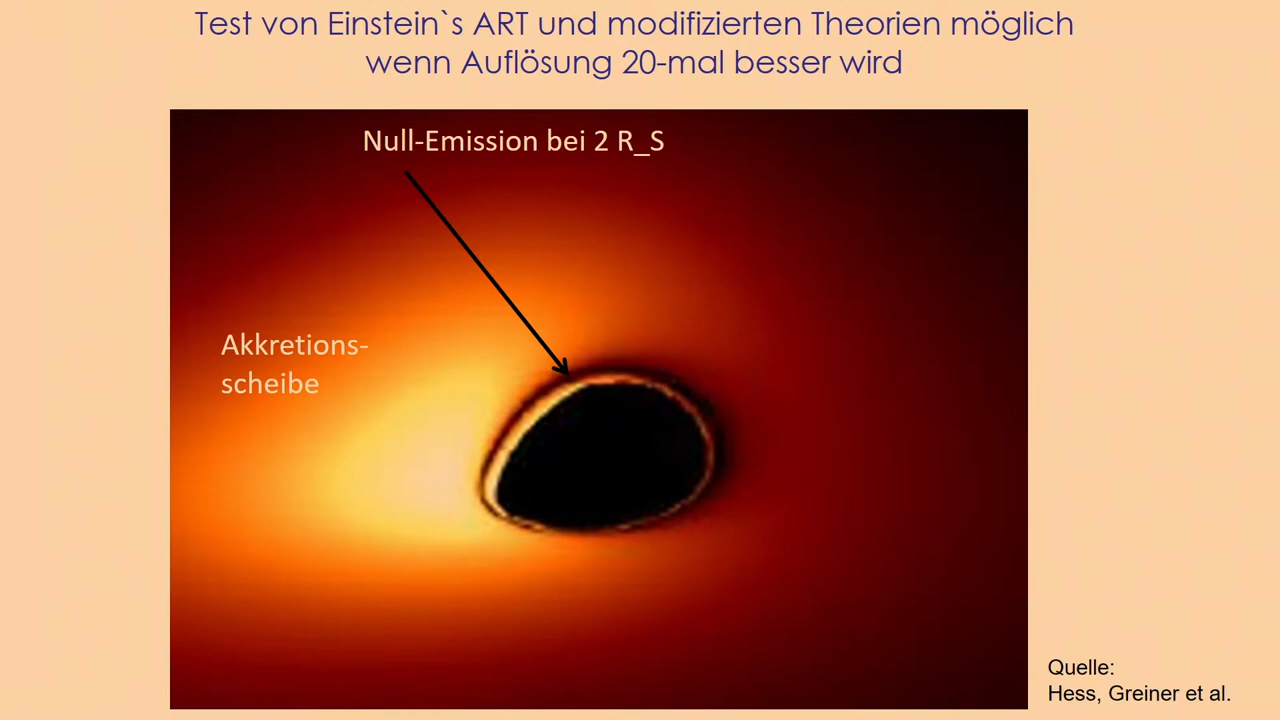 Test von Einstein`s ART und modifizierten Theorien möglich
wenn Auflösung 20-mal besser wird
Null-Emission bei 2 R_S
Akkretions-
scheibe
Quelle:
Hess, Greiner et al.